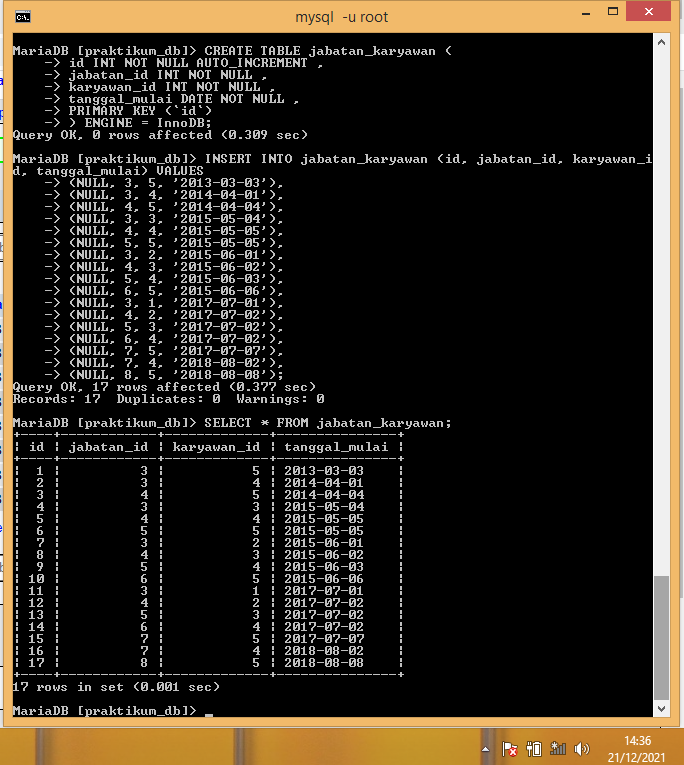 mysql -u root
MariaDB [praktikum_db]> CREATE TABLE jabatan_karyawan (
    -> id INT NOT NULL AUTO_INCREMENT ,
    -> jabatan_id INT NOT NULL ,
    -> karyawan_id INT NOT NULL ,
    -> tanggal_mulai DATE NOT NULL ,
    -> PRIMARY KEY (`id`)
    -> ) ENGINE = InnoDB;
Query OK, 0 rows affected (0.309 sec)
MariaDB [praktikum_db]> INSERT INTO jabatan_karyawan (id, jabatan_id, karyawan_i
d, tanggal_mulai) VALUES
    -> (NULL, 3, 5, '2013-03-03'),
    -> (NULL, 3, 4, '2014-04-01'),
    -> (NULL, 4, 5, '2014-04-04'),
    -> (NULL, 3, 3, '2015-05-04'),
    -> (NULL, 4, 4, '2015-05-05'),
    -> (NULL, 5, 5, '2015-05-05'),
    -> (NULL, 3, 2, '2015-06-01'),
    -> (NULL, 4, 3, '2015-06-02'),
    -> (NULL, 5, 4, '2015-06-03'),
    -> (NULL, 6, 5, '2015-06-06'),
    -> (NULL, 3, 1, '2017-07-01'),
    -> (NULL, 4, 2, '2017-07-02'),
    -> (NULL, 5, 3, '2017-07-02'),
    -> (NULL, 6, 4, '2017-07-02'),
    -> (NULL, 7, 5, '2017-07-07'),
    -> (NULL, 7, 4, '2018-08-02'),
    -> (NULL, 8, 5, '2018-08-08');
Query OK, 17 rows affected (0.377 sec)
Records: 17  Duplicates: 0  Warnings: 0
MariaDB [praktikum_db]> SELECT * FROM jabatan_karyawan;
+----+------------+-------------+---------------+
| id | jabatan_id | karyawan_id | tanggal_mulai |
+----+------------+-------------+---------------+
|  1 |          3 |           5 | 2013-03-03    |
|  2 |          3 |           4 | 2014-04-01    |
|  3 |          4 |           5 | 2014-04-04    |
|  4 |          3 |           3 | 2015-05-04    |
|  5 |          4 |           4 | 2015-05-05    |
|  6 |          5 |           5 | 2015-05-05    |
|  7 |          3 |           2 | 2015-06-01    |
|  8 |          4 |           3 | 2015-06-02    |
|  9 |          5 |           4 | 2015-06-03    |
| 10 |          6 |           5 | 2015-06-06    |
| 11 |          3 |           1 | 2017-07-01    |
| 12 |          4 |           2 | 2017-07-02    |
| 13 |          5 |           3 | 2017-07-02    |
| 14 |          6 |           4 | 2017-07-02    |
| 15 |          7 |           5 | 2017-07-07    |
| 16 |          7 |           4 | 2018-08-02    |
| 17 |          8 |           5 | 2018-08-08    |
+----+------------+-------------+---------------+
17 rows in set (0.001 sec)
MariaDB [praktikum_db]> _
14:36
21/12/2021